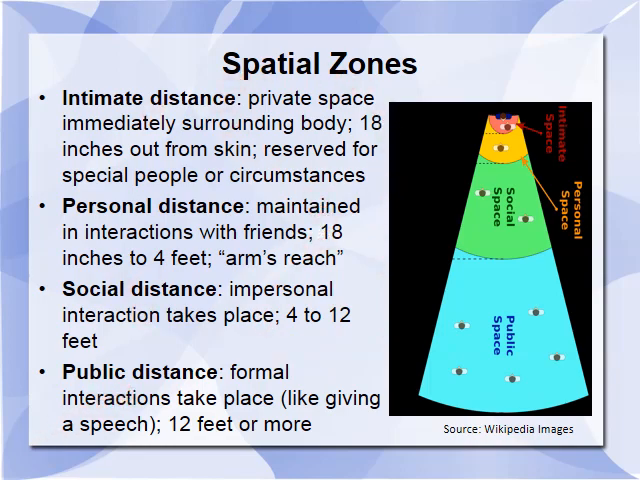 Spatial Zones
• Intimate distance: private space
immediately surrounding body; 18
inches out from skin; reserved for
special people or circumstances
• Personal distance: maintained
in interactions with friends; 18
inches to 4 feet; “arm’s reach”
• Social distance: impersonal
interaction takes place; 4 to 12
feet
• Public distance: formal
interactions take place (like giving
a speech); 12 feet or more
Intimate
Space
Personal
Space
Social
Space
Public
Space
Source: Wikipedia Images